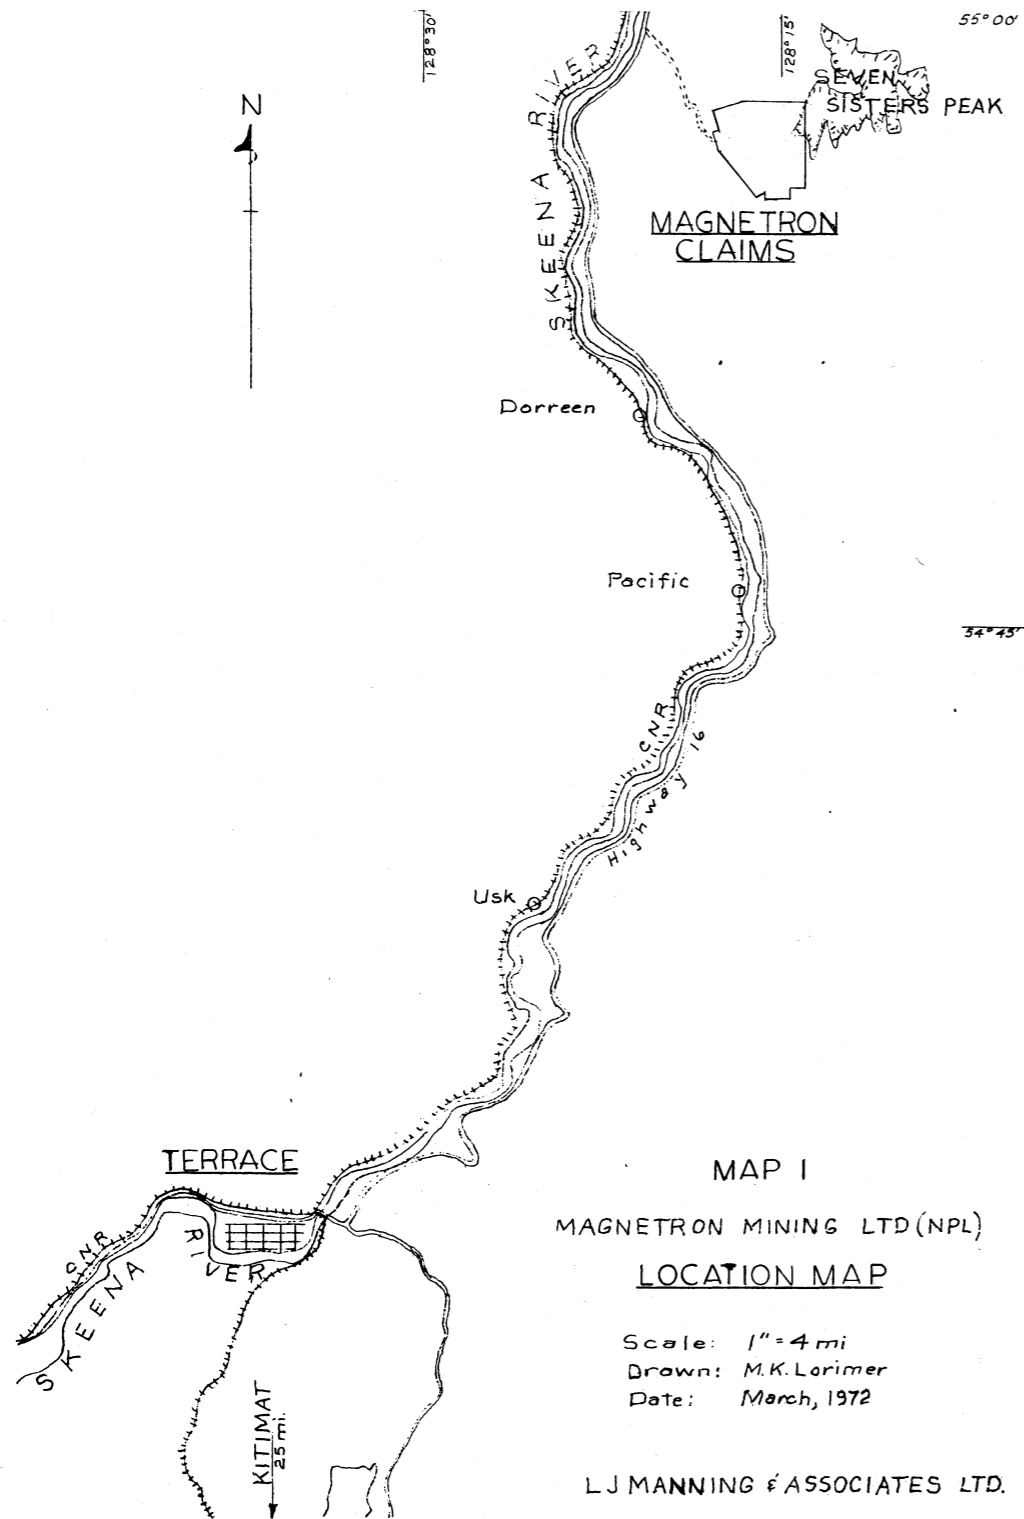 128°30'
128°15'
55°00'
N
SKEENA RIVER
SEVEN
SISTERS PEAK
MAGNETRON
CLAIMS
Dorreen
Pacific
54°45'
CNR
Highway 16
Usk
TERRACE
CNR
SKEENA RIVER
KITIMAT
25 mi.
MAP 1
MAGNETRON MINING LTD (NPL)
LOCATION MAP
Scale: 1" = 4 mi
Drawn: M.K. Lorimer
Date: March, 1972
L J MANNING & ASSOCIATES LTD.